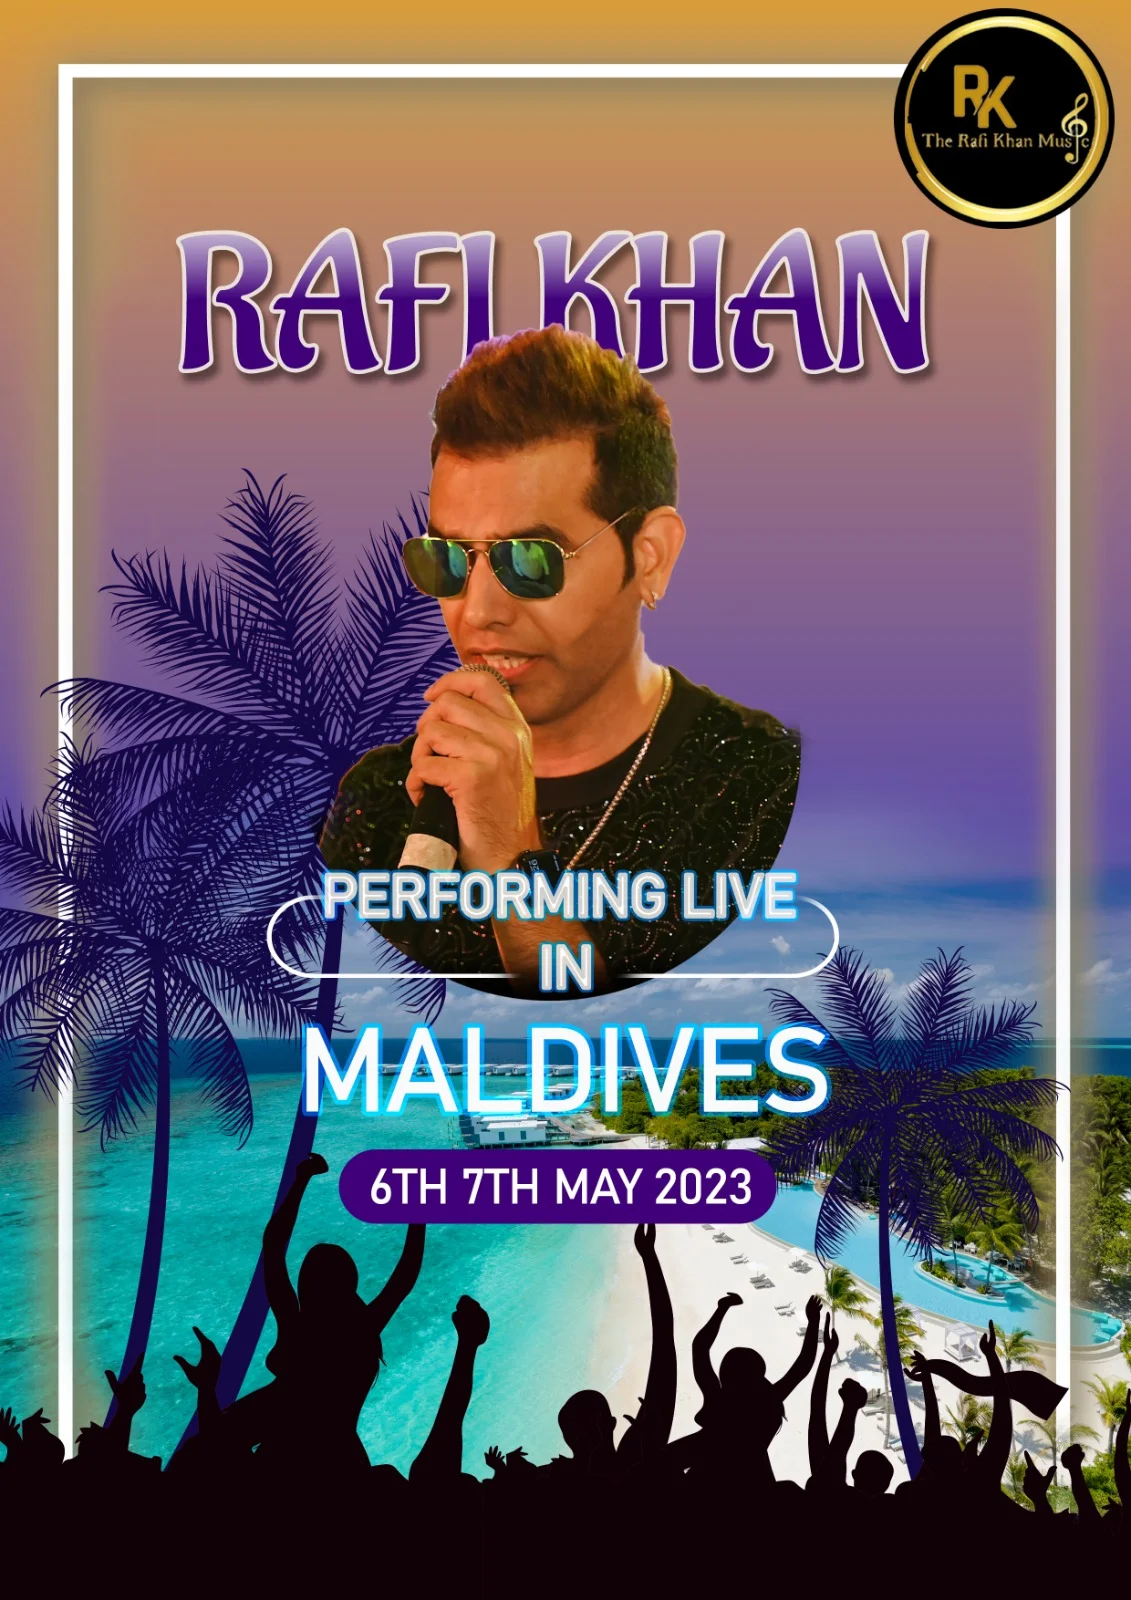 RK
The Rafi Khan Music
RAFI KHAN
PERFORMING LIVE
IN
MALDIVES
6TH 7TH MAY 2023